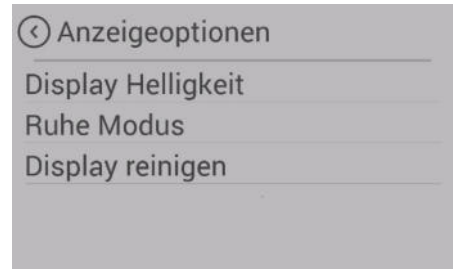 Anzeigeoptionen
Display Helligkeit
Ruhe Modus
Display reinigen